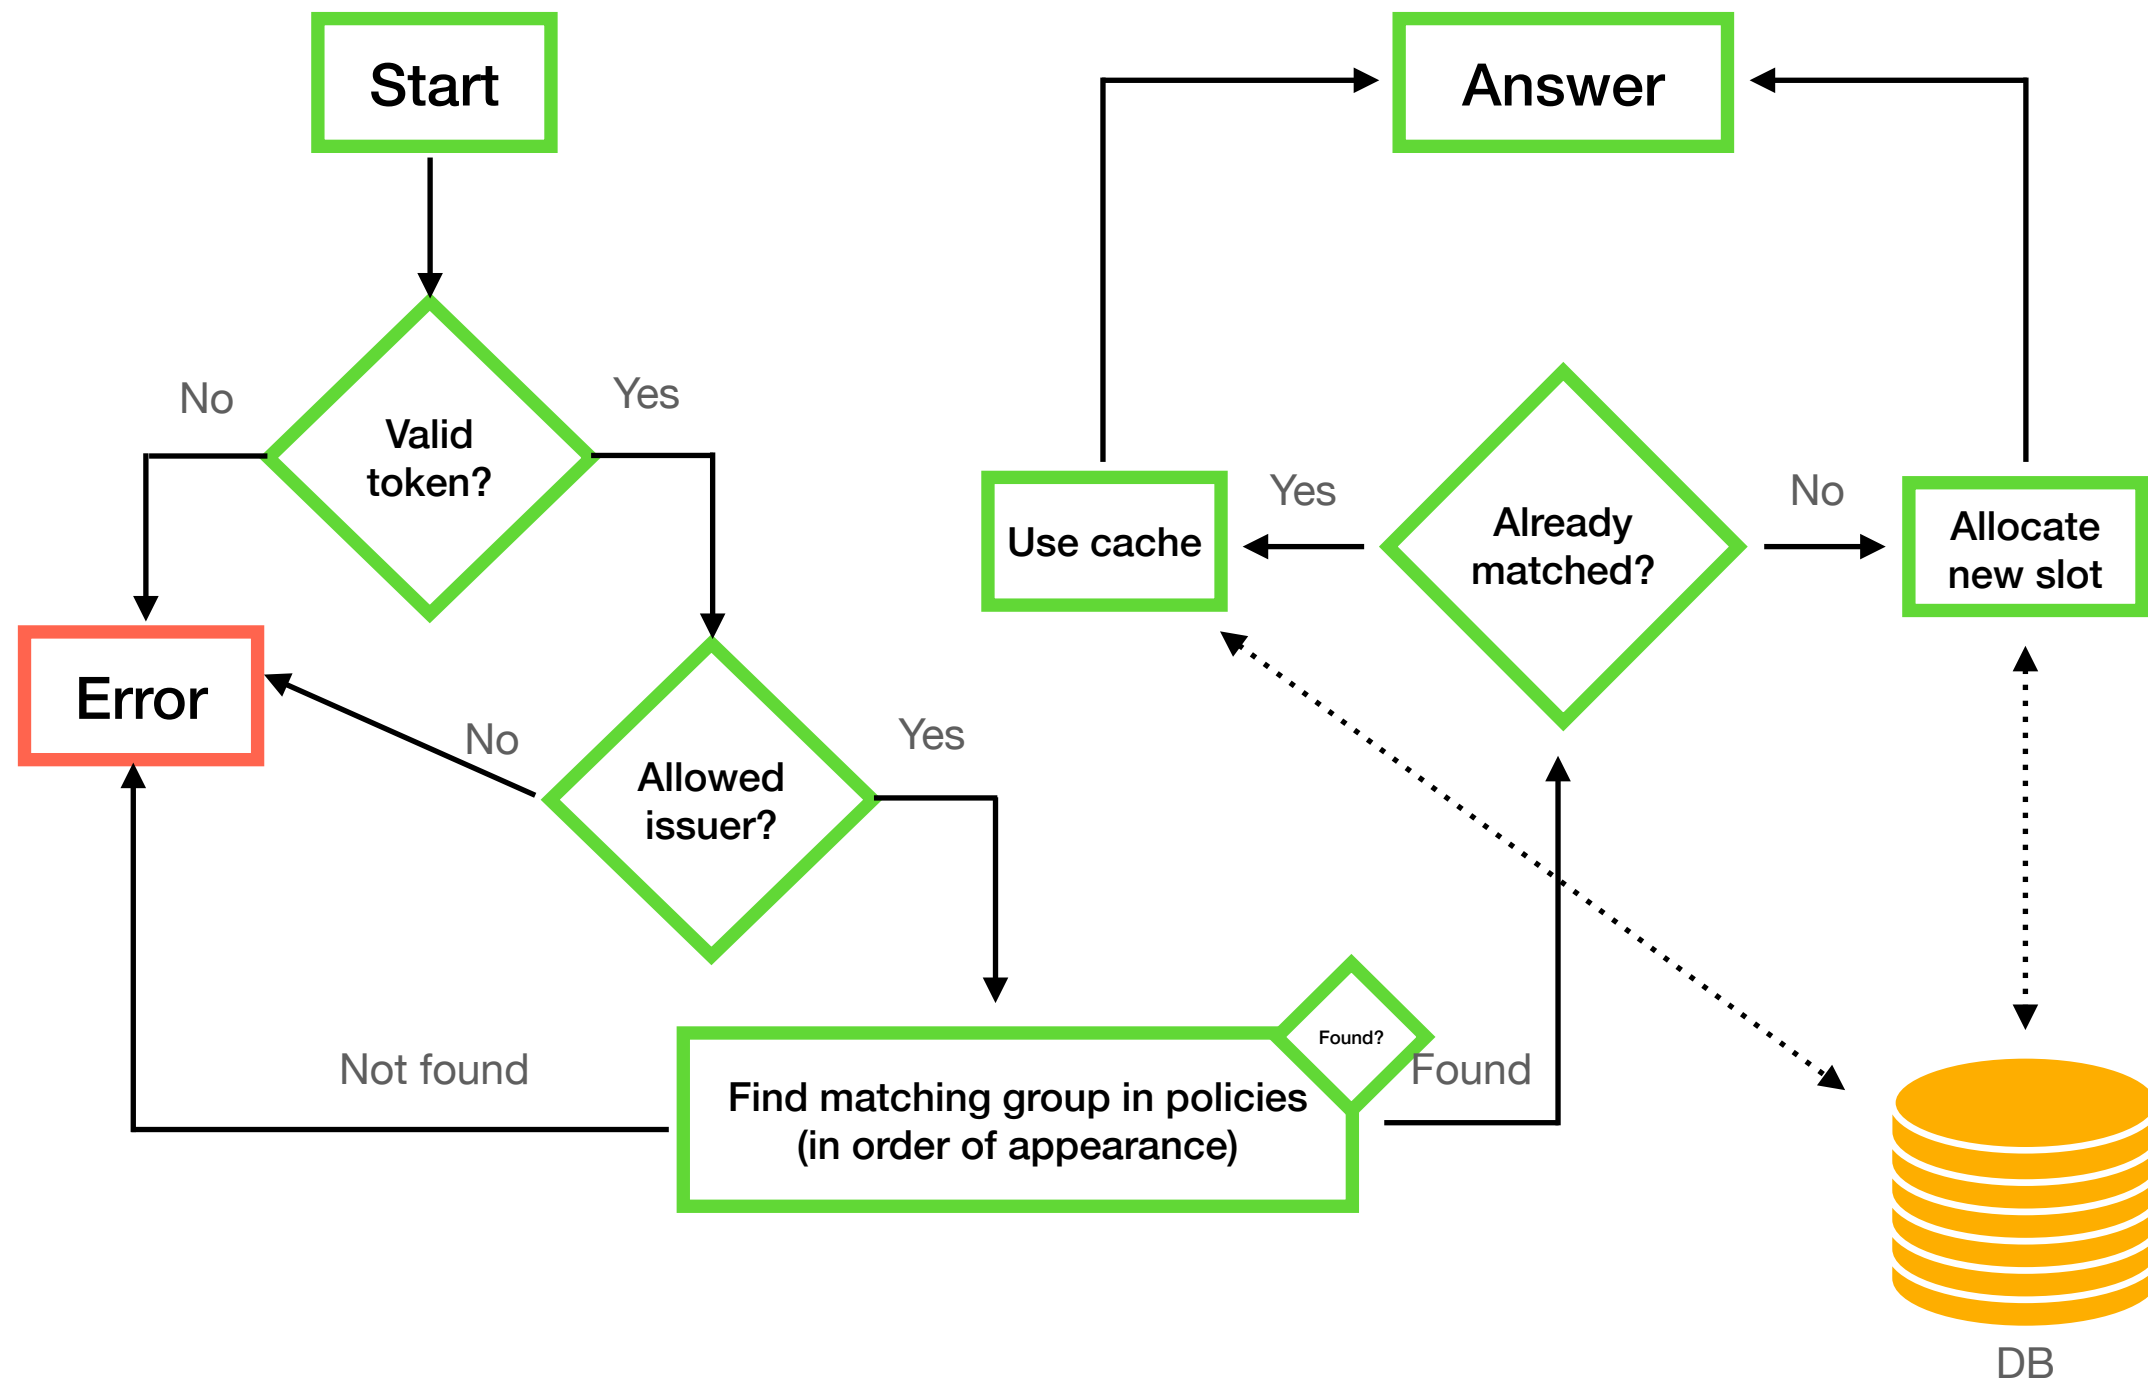 Start
Answer
No
Yes
Valid
token?
Yes
No
Use cache
Already
matched?
Allocate
new slot
Error
No
Yes
Allowed
issuer?
Found?
Not found
Found
Find matching group in policies
(in order of appearance)
DB